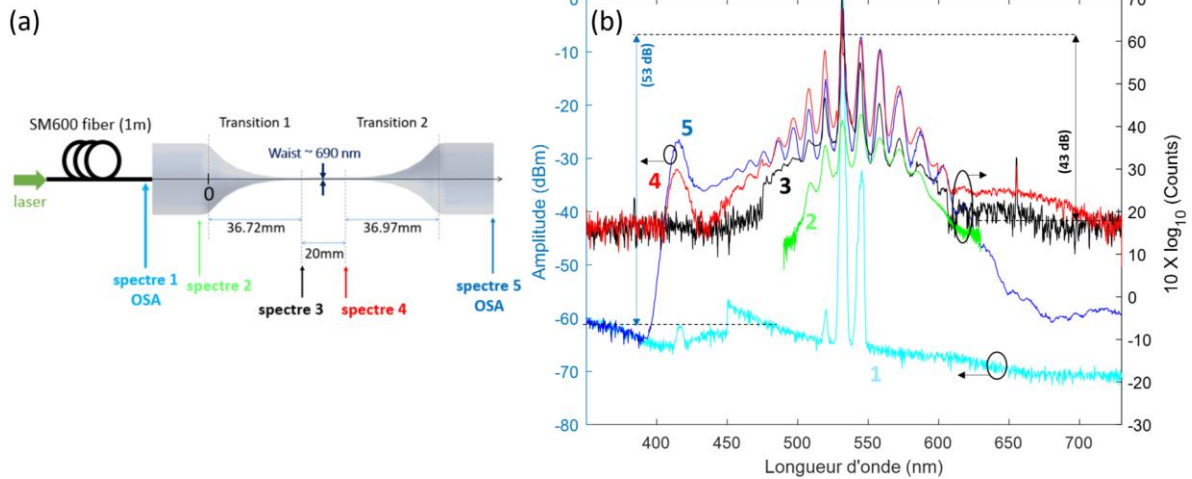 (a)
SM600 fiber (1m)
laser
Transition 1
Transition 2
Waist ~ 690 nm
0
36.72mm
36.97mm
20mm
spectre 1
OSA
spectre 2
spectre 3
spectre 4
spectre 5
OSA
(b)
Amplitude (dBm)
0
-10
-20
-30
-40
-50
-60
-70
-80
(53 dB)
5
4
3
2
1
(43 dB)
70
60
50
40
30
20
10
0
-10
-20
-30
10 X log10 (Counts)
400
450
500
550
600
650
700
Longueur d'onde (nm)